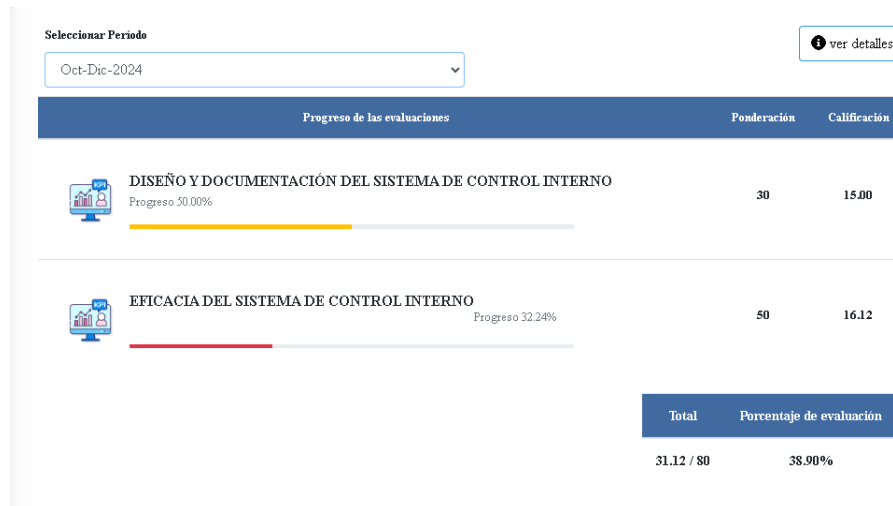 Seleccionar Periodo
ver detalles
Oct-Dic-2024
Progreso de las evaluaciones Ponderación Calificación
KPI
DISEÑO Y DOCUMENTACIÓN DEL SISTEMA DE CONTROL INTERNO
Progreso 50.00%
30 15.00
KPI
EFICACIA DEL SISTEMA DE CONTROL INTERNO
Progreso 32.24%
50 16.12
Total Porcentaje de evaluación
31.12 / 80 38.90%